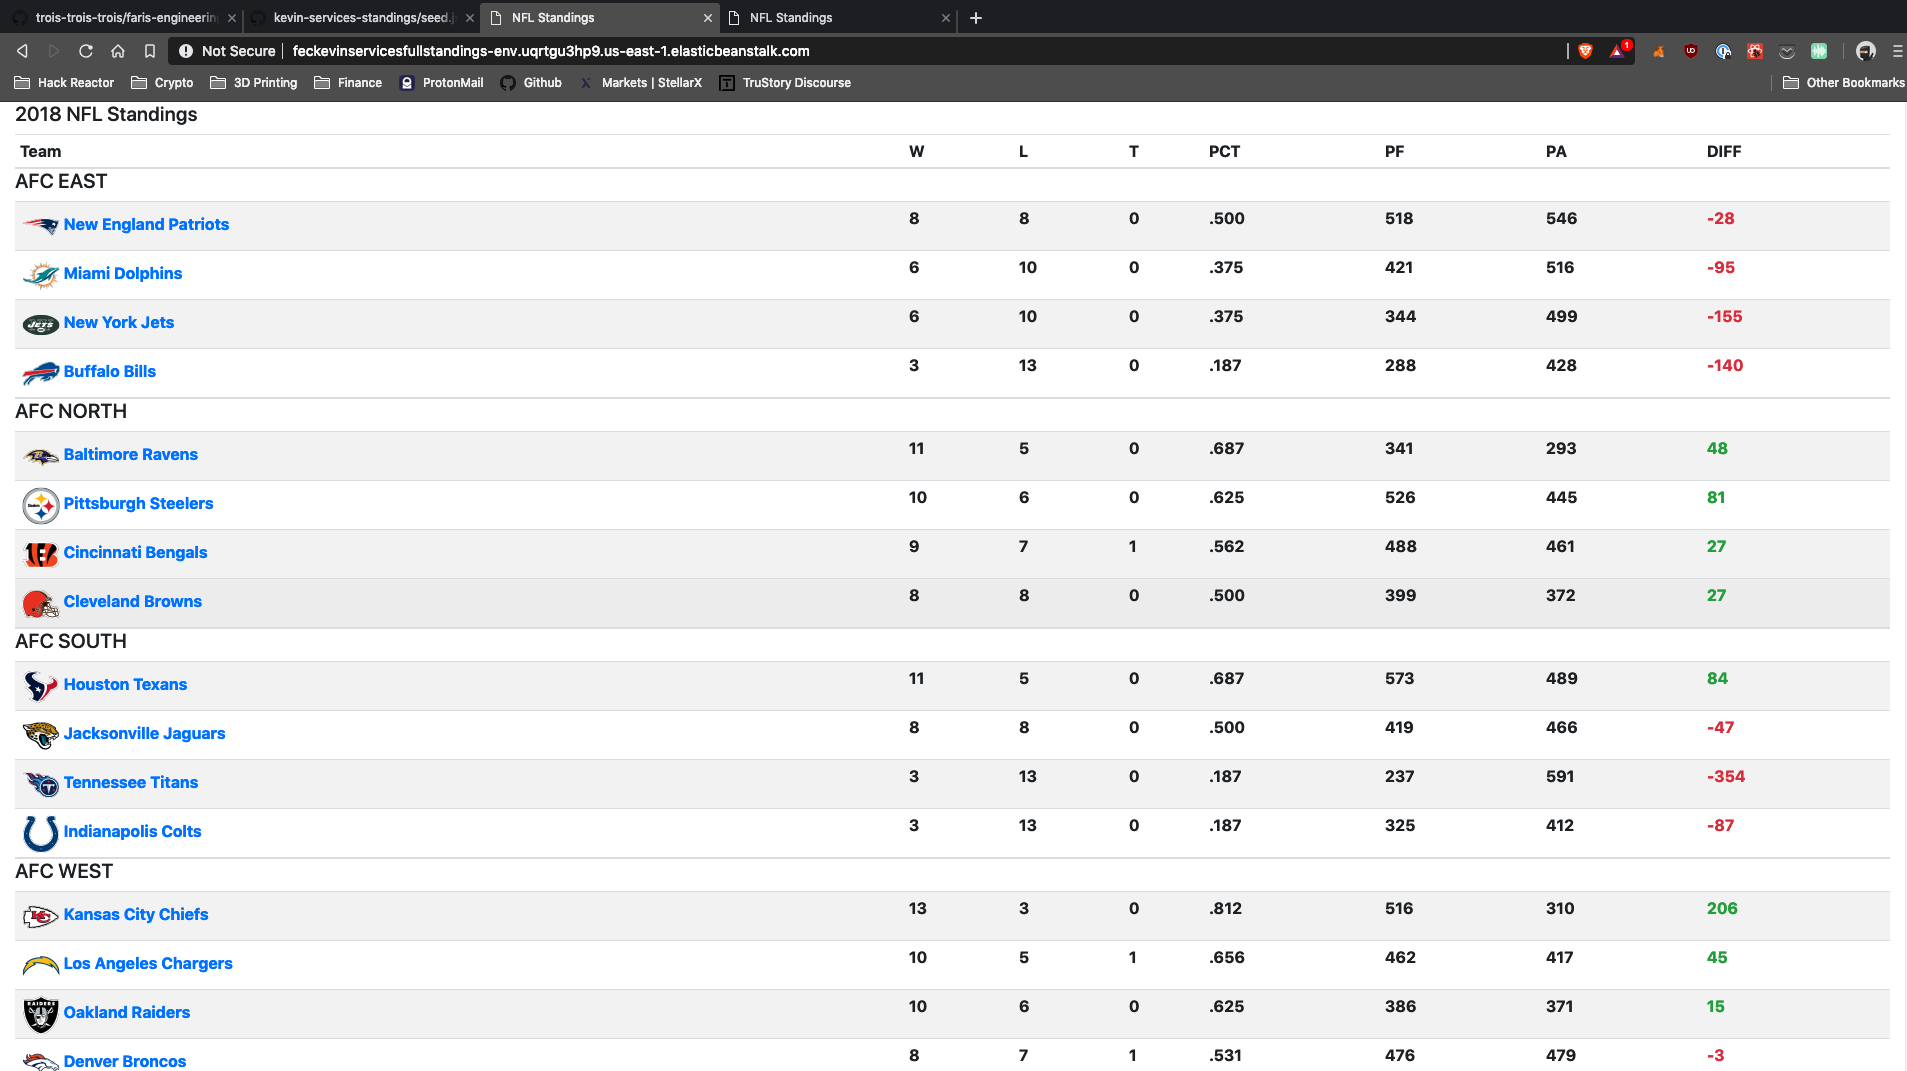 trois-trois-trois/faris-engineerin kevin-services-standings/seed.j NFL Standings NFL Standings
Not Secure feckevinservicesfullstandings-env.uqrtgu3hp9.us-east-1.elasticbeanstalk.com 1
Hack Reactor Crypto 3D Printing Finance ProtonMail Github Markets | StellarX TruStory Discourse Other Bookmarks
2018 NFL Standings
Team W L T PCT PF PA DIFF
AFC EAST
New England Patriots 8 8 0 .500 518 546 -28
Miami Dolphins 6 10 0 .375 421 516 -95
JETS New York Jets 6 10 0 .375 344 499 -155
Buffalo Bills 3 13 0 .187 288 428 -140
AFC NORTH
Baltimore Ravens 11 5 0 .687 341 293 48
Steelers Pittsburgh Steelers 10 6 0 .625 526 445 81
Cincinnati Bengals 9 7 1 .562 488 461 27
Cleveland Browns 8 8 0 .500 399 372 27
AFC SOUTH
Houston Texans 11 5 0 .687 573 489 84
Jacksonville Jaguars 8 8 0 .500 419 466 -47
Tennessee Titans 3 13 0 .187 237 591 -354
Indianapolis Colts 3 13 0 .187 325 412 -87
AFC WEST
KC Kansas City Chiefs 13 3 0 .812 516 310 206
Los Angeles Chargers 10 5 1 .656 462 417 45
RAIDERS Oakland Raiders 10 6 0 .625 386 371 15
Denver Broncos 8 7 1 .531 476 479 -3